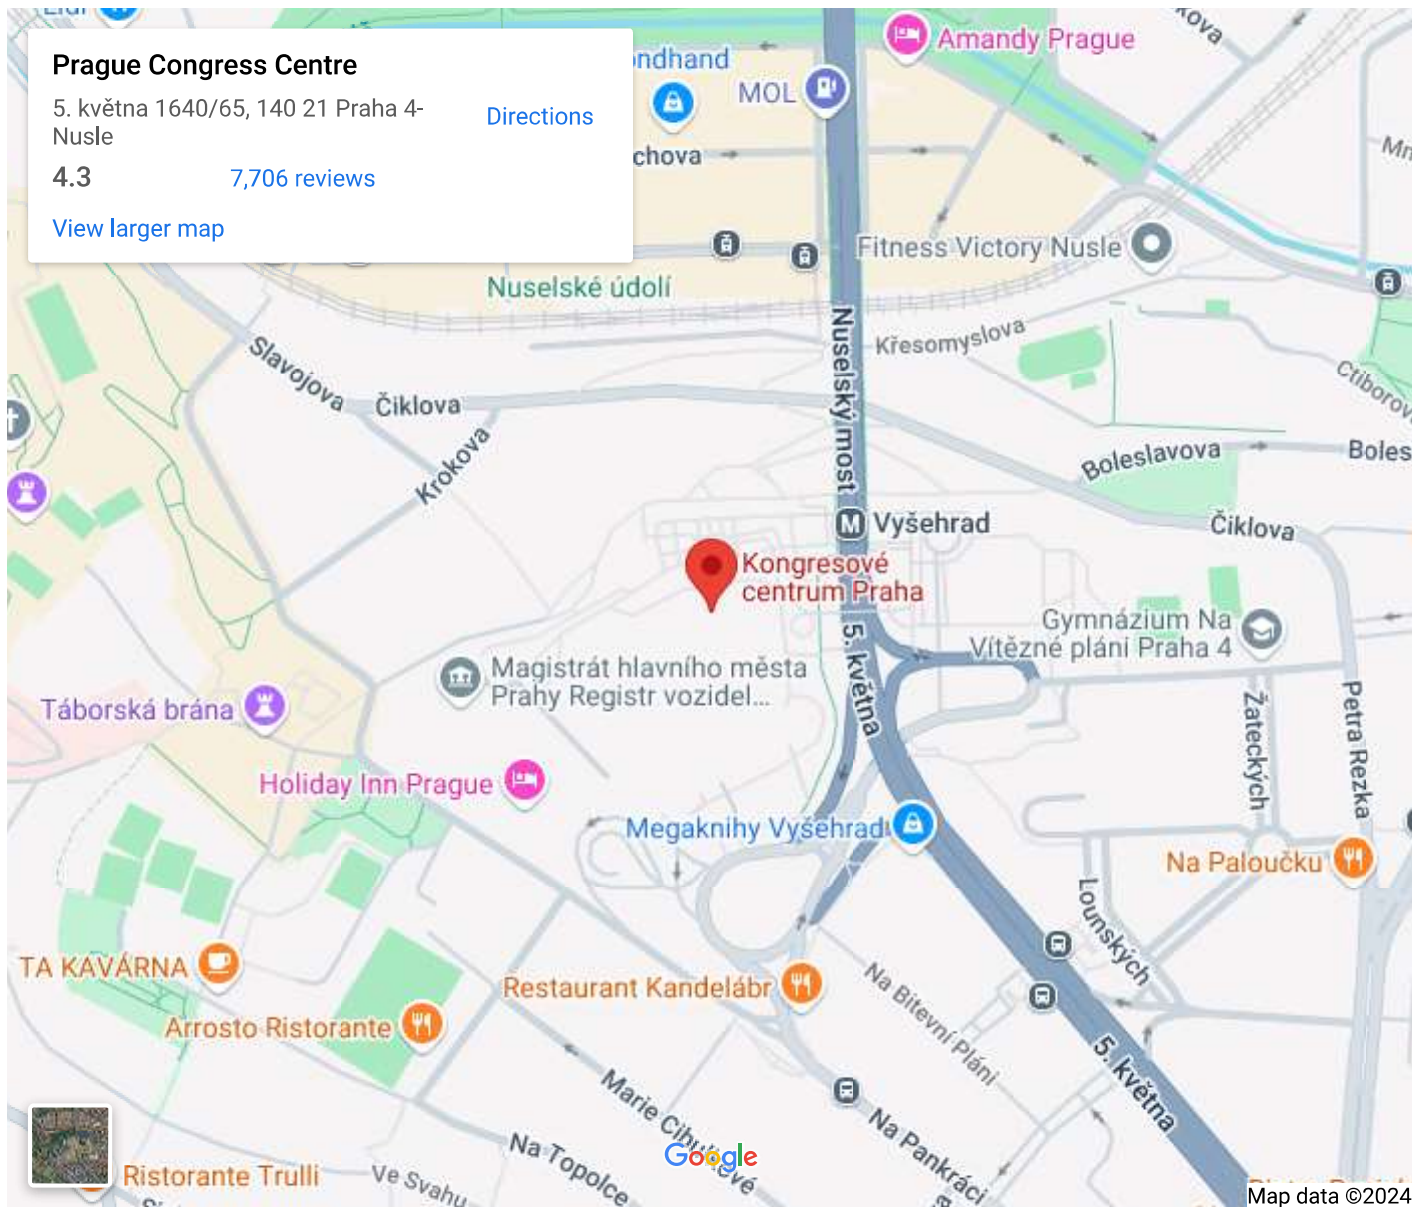 Lidl
Prague Congress Centre
5. května 1640/65, 140 21 Praha 4-
Nusle
Directions
4.3
7,706 reviews
View larger map
ndhand
MOL
Amandy Prague
kova
chova
Mn
Fitness Victory Nusle
Nuselské údolí
Nuselský most
Křesomyslova
Ctiborov
Slavojova
Čiklova
Krokova
Boleslavova
Boles
M Vyšehrad
Čiklova
Kongresové
centrum Praha
5. května
Gymnázium Na
Vítězné pláni Praha 4
Magistrát hlavního města
Prahy Registr vozidel...
Táborská brána
Žateckých
Petra Rezka
Holiday Inn Prague
Megaknihy Vyšehrad
Na Paloučku
Lounských
TA KAVÁRNA
Restaurant Kandelábr
Na Bitevní Pláni
Arrosto Ristorante
5. května
Marie Cibulkové
Na Pankráci
Na Topolce
Google
Ristorante Trulli
Ve Svahu
Map data ©2024